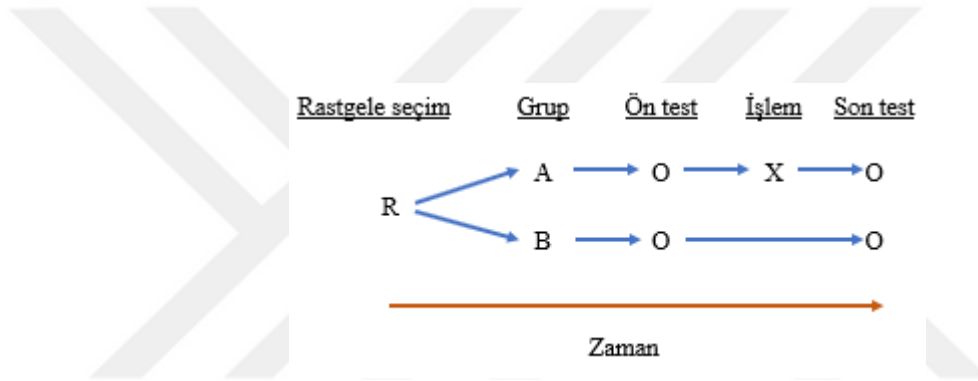 Rastgele seçim Grup Ön test İşlem Son test
A O X O
R
B O O
Zaman